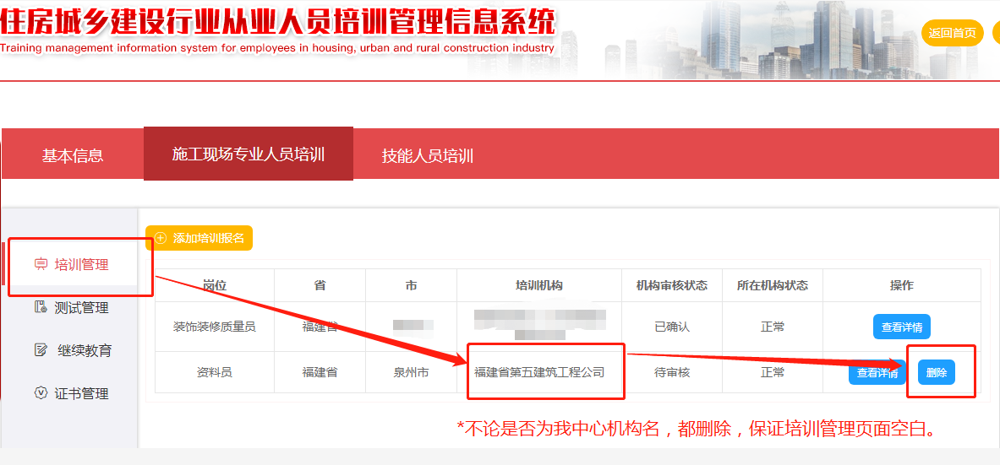 住房城乡建设行业从业人员培训管理信息系统
Training management information system for employees in housing, urban and rural construction industry
返回首页
基本信息 施工现场专业人员培训 技能人员培训
添加培训报名
培训管理
测试管理
继续教育
证书管理
岗位 省 市 培训机构 机构审核状态 所在机构状态 操作
装饰装修质量员 福建省 已确认 正常 查看详情
资料员 福建省 泉州市 福建省第五建筑工程公司 待审核 正常 查看详情 删除
*不论是否为我中心机构名，都删除，保证培训管理页面空白。